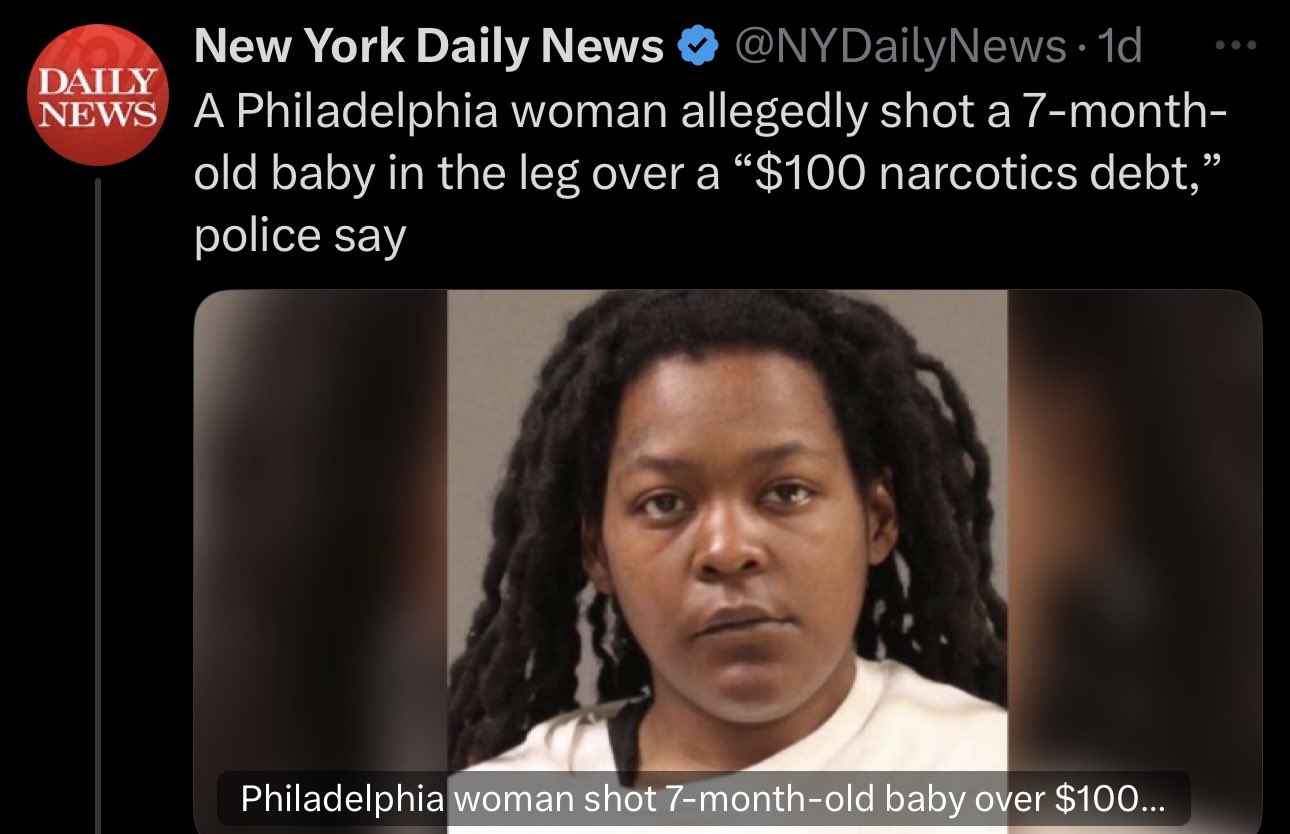 DAILY
NEWS
New York Daily News @NYDailyNews · 1d
A Philadelphia woman allegedly shot a 7-month-
old baby in the leg over a “$100 narcotics debt,”
police say
Philadelphia woman shot 7-month-old baby over $100...